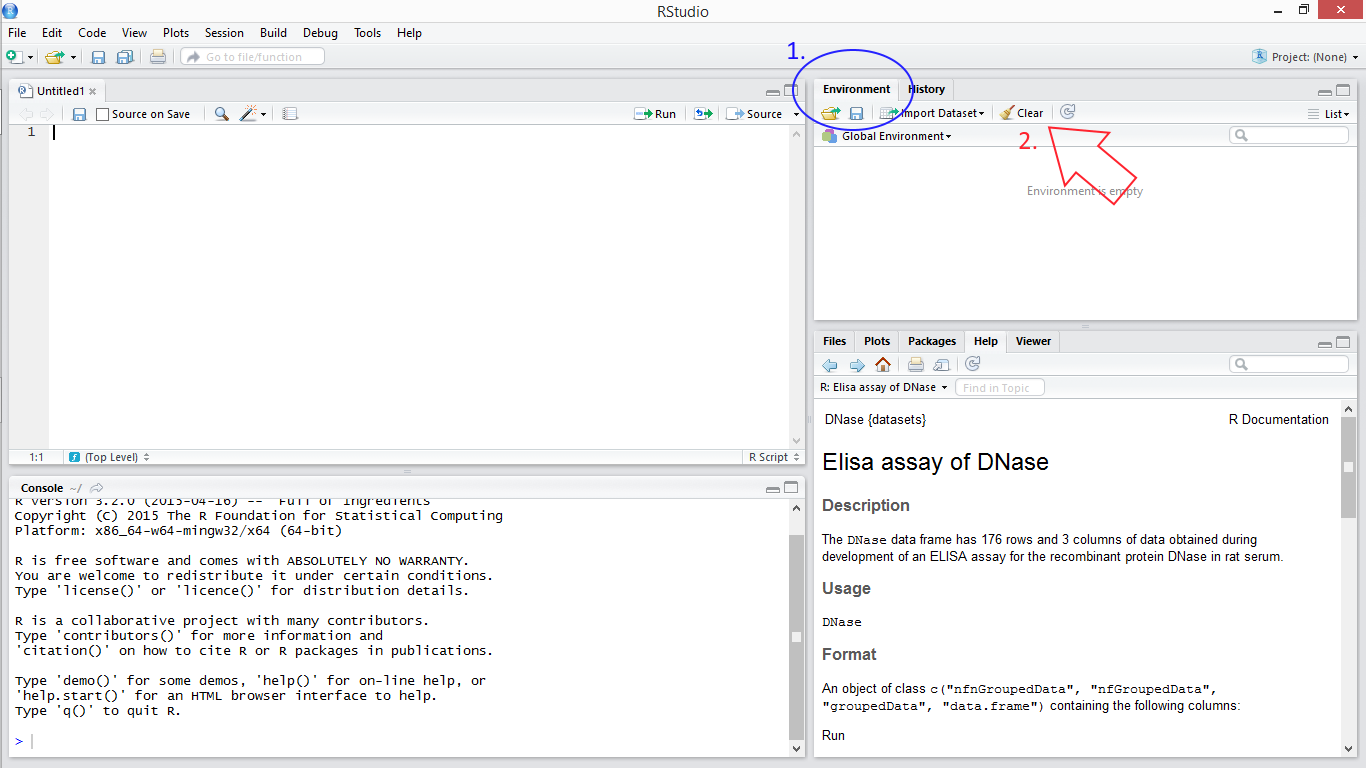 RStudio
File Edit Code View Plots Session Build Debug Tools Help
Go to file/function
Project: (None)
Untitled1
Source on Save
Run
Source
1
1:1
(Top Level)
R Script
Console ~/
R version 3.2.0 (2015-04-16) -- "Full of Ingredients"
Copyright (C) 2015 The R Foundation for Statistical Computing
Platform: x86_64-w64-mingw32/x64 (64-bit)
R is free software and comes with ABSOLUTELY NO WARRANTY.
You are welcome to redistribute it under certain conditions.
Type 'license()' or 'licence()' for distribution details.
R is a collaborative project with many contributors.
Type 'contributors()' for more information and
'citation()' on how to cite R or R packages in publications.
Type 'demo()' for some demos, 'help()' for on-line help, or
'help.start()' for an HTML browser interface to help.
Type 'q()' to quit R.
>
1.
Environment History
Import Dataset Clear List
2.
Global Environment
Environment is empty
Files Plots Packages Help Viewer
R: Elisa assay of DNase Find in Topic
DNase {datasets} R Documentation
Elisa assay of DNase
Description
The DNase data frame has 176 rows and 3 columns of data obtained during
development of an ELISA assay for the recombinant protein DNase in rat serum.
Usage
DNase
Format
An object of class c("nfnGroupedData", "nfGroupedData",
"groupedData", "data.frame") containing the following columns:
Run